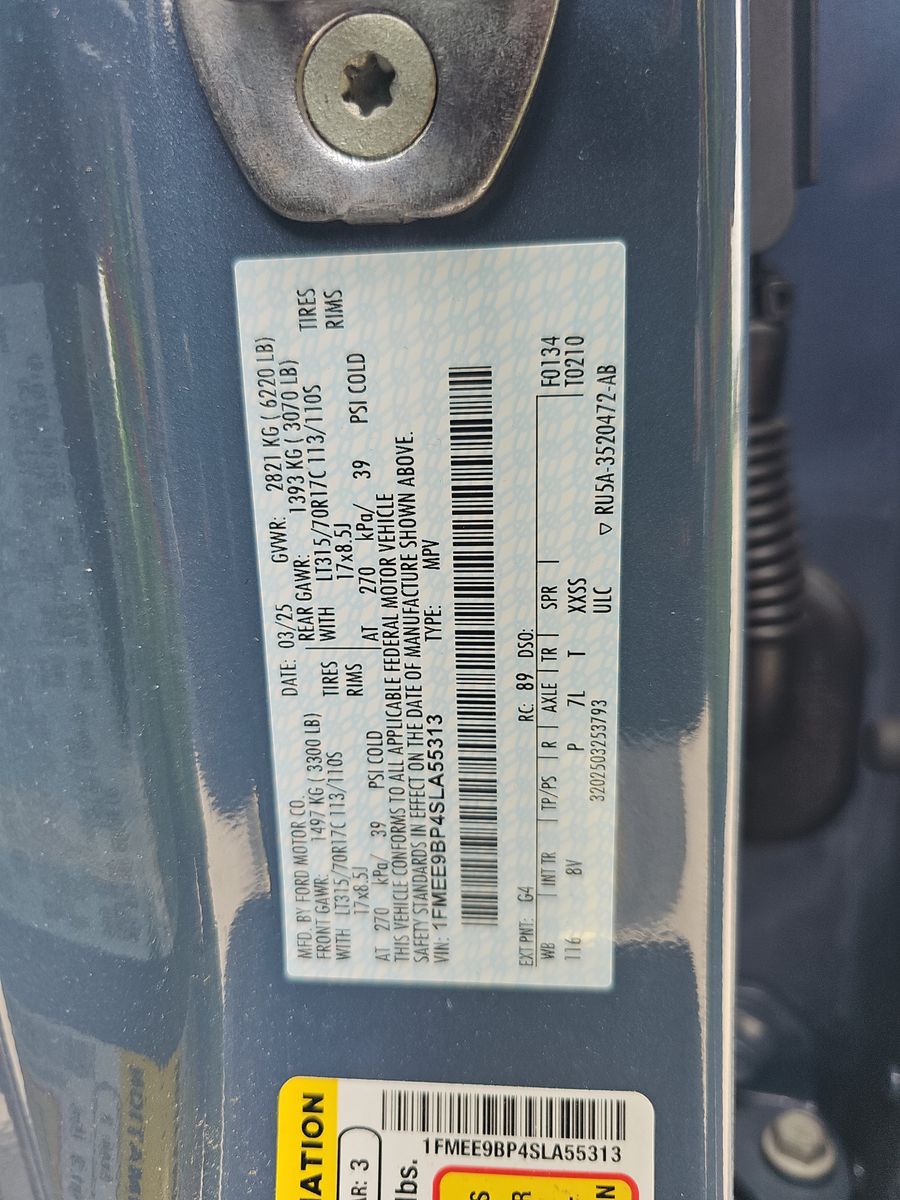 MFD. BY FORD MOTOR CO.
DATE: 03/25 GVWR: 2821 KG ( 6220 LB)
FRONT GAWR: 1497 KG ( 3300 LB) REAR GAWR: 1393 KG ( 3070 LB)
WITH LT315/70R17C 113/110S TIRES WITH LT315/70R17C 113/110S TIRES
17x8.5J RIMS 17x8.5J RIMS
AT 270 kPa/ 39 PSI COLD AT 270 kPa/ 39 PSI COLD
THIS VEHICLE CONFORMS TO ALL APPLICABLE FEDERAL MOTOR VEHICLE
SAFETY STANDARDS IN EFFECT ON THE DATE OF MANUFACTURE SHOWN ABOVE.
VIN: 1FMEE9BP4SLA55313 TYPE: MPV
EXT PNT: G4 RC: 89 DSO: F0134
WB INT TR TP/PS R AXLE TR SPR T0210
116 8V P 7L T XXSS
ULC
3202503253793 ▽ RU5A-3520472-AB
1FMEE9BP4SLA55313
AR: 3
lbs.